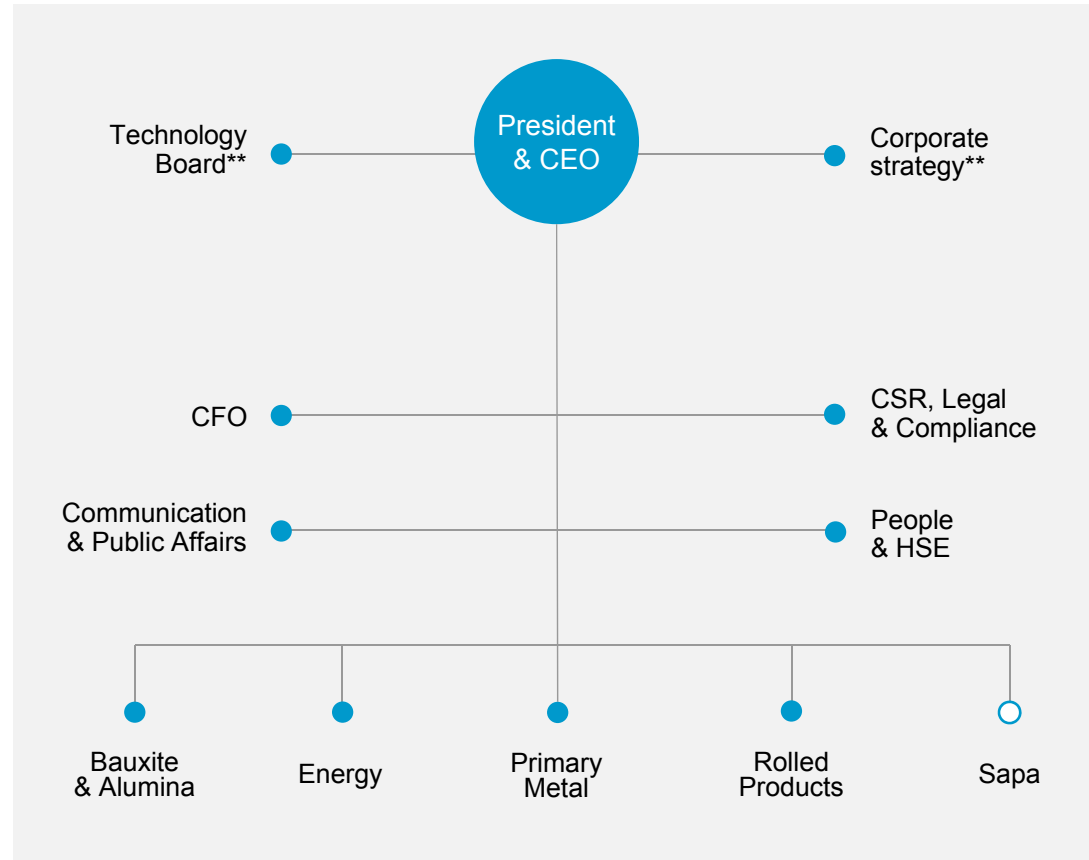 President
& CEO
Technology
Board**
Corporate
strategy**
CFO
CSR, Legal
& Compliance
Communication
& Public Affairs
People
& HSE
Bauxite
& Alumina
Energy
Primary
Metal
Rolled
Products
Sapa